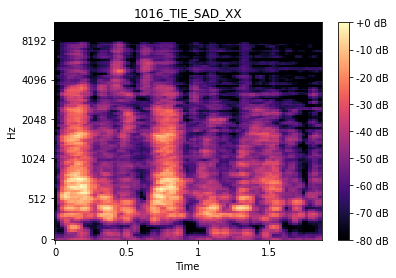 1016_TIE_SAD_XX
+0 dB
8192
-10 dB
4096
-20 dB
-30 dB
2048
Hz
-40 dB
1024
-50 dB
512
-60 dB
-70 dB
0
-80 dB
0 0.5 1 1.5
Time